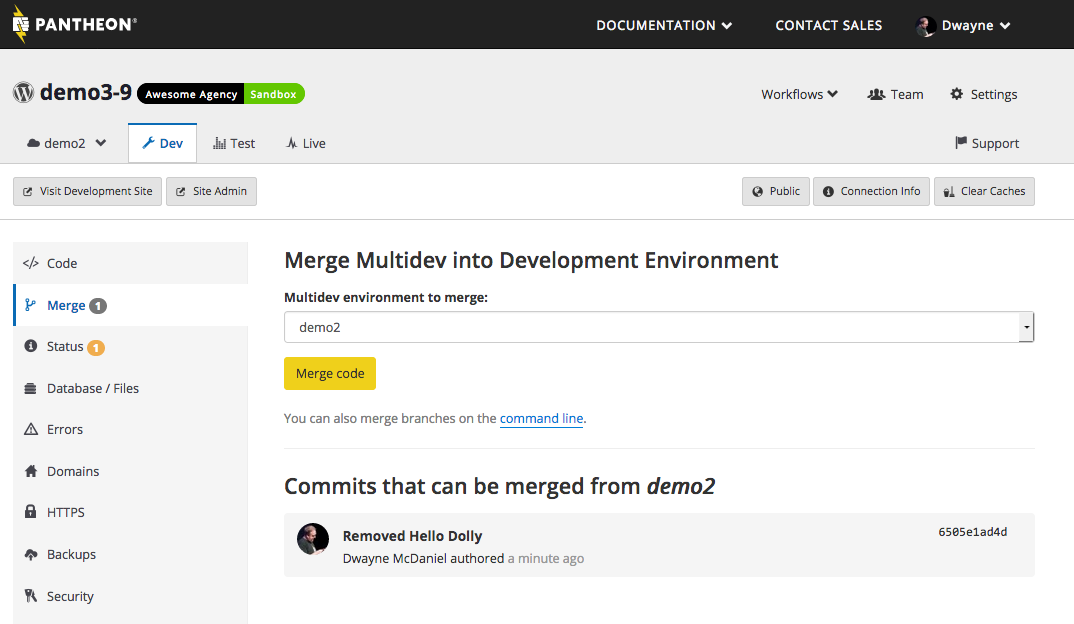 PANTHEON®
DOCUMENTATION
CONTACT SALES
Dwayne
demo3-9 Awesome Agency Sandbox
Workflows
Team
Settings
demo2
Dev
Test
Live
Support
Visit Development Site
Site Admin
Public
Connection Info
Clear Caches
</> Code
Merge 1
Status 1
Database / Files
Errors
Domains
HTTPS
Backups
Security
Merge Multidev into Development Environment
Multidev environment to merge:
demo2
Merge code
You can also merge branches on the command line.
Commits that can be merged from demo2
Removed Hello Dolly
6505e1ad4d
Dwayne McDaniel authored a minute ago